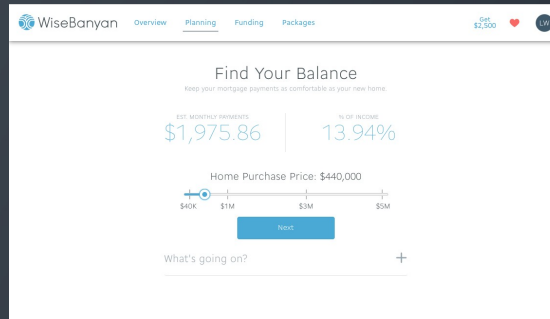 WiseBanyan
Overview Planning Funding Packages
Get
$2,500
LW
Find Your Balance
Keep your mortgage payments as comfortable as your new home.
EST. MONTHLY PAYMENTS
$1,975.86
% OF INCOME
13.94%
Home Purchase Price: $440,000
$40K $1M $3M $5M
Next
What's going on?